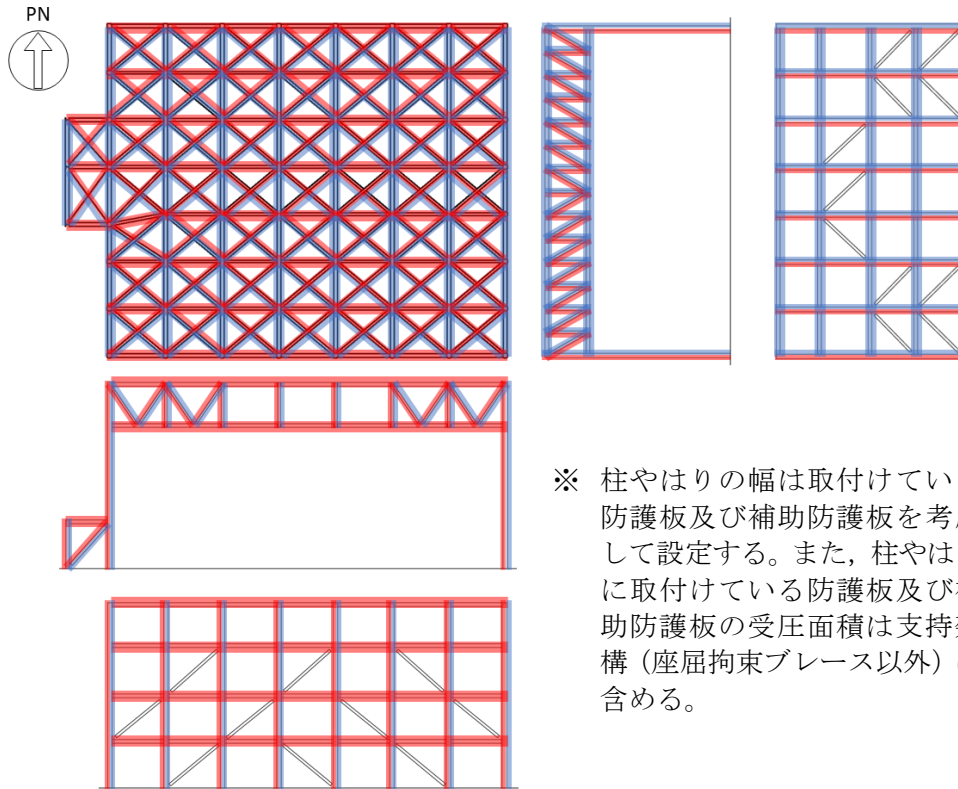 PN
※ 柱やはりの幅は取付けてい
防護板及び補助防護板を考
して設定する。また，柱やは
に取付けている防護板及び
助防護板の受圧面積は支持
構（座屈拘束ブレース以外）
含める。